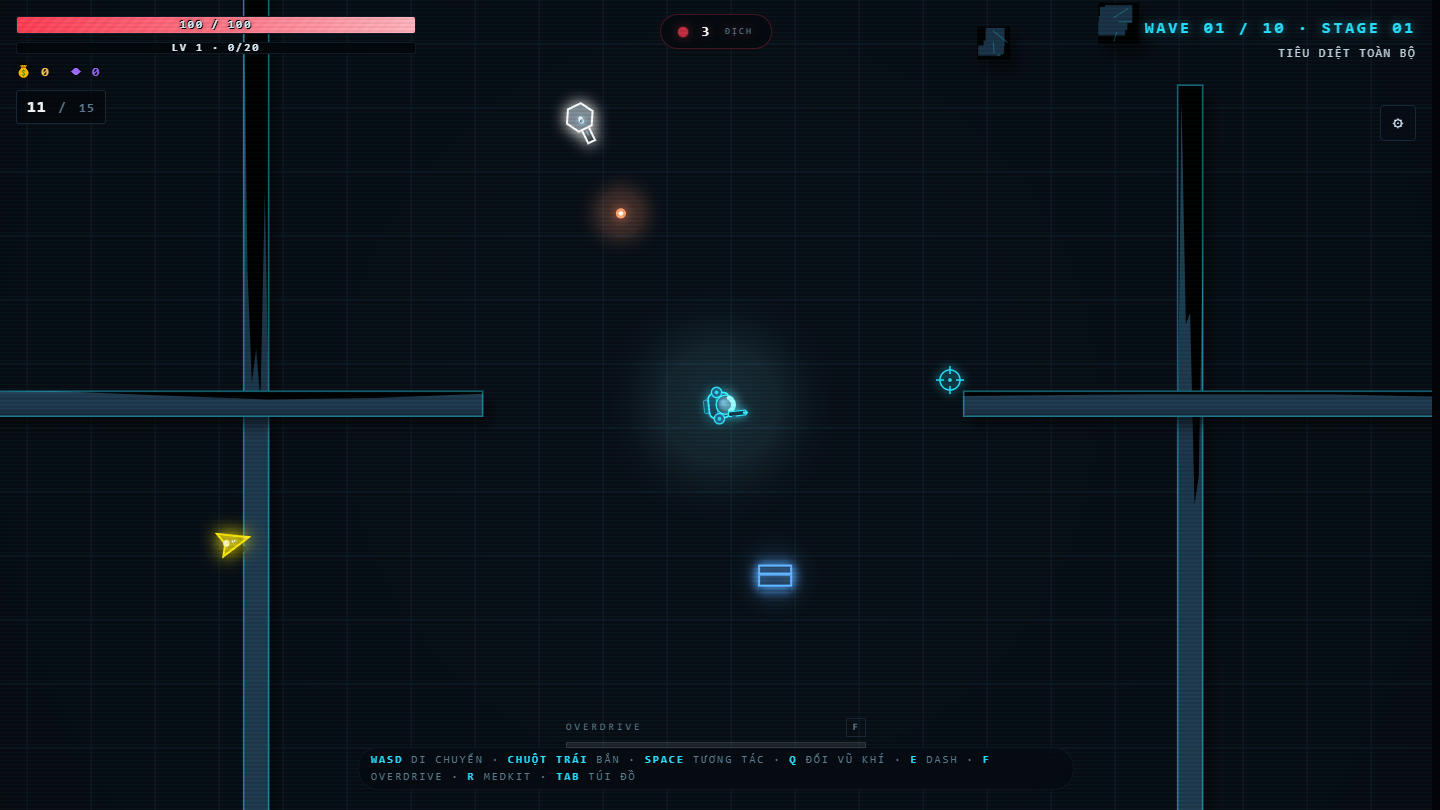 100 / 100
LV 1 · 0/20
0 0
11 / 15
3 ĐỊCH
WAVE 01 / 10 · STAGE 01
TIÊU DIỆT TOÀN BỘ
OVERDRIVE F
WASD DI CHUYỂN · CHUỘT TRÁI BẮN · SPACE TƯƠNG TÁC · Q ĐỔI VŨ KHÍ · E DASH · F
OVERDRIVE · R MEDKIT · TAB TÚI ĐỒ